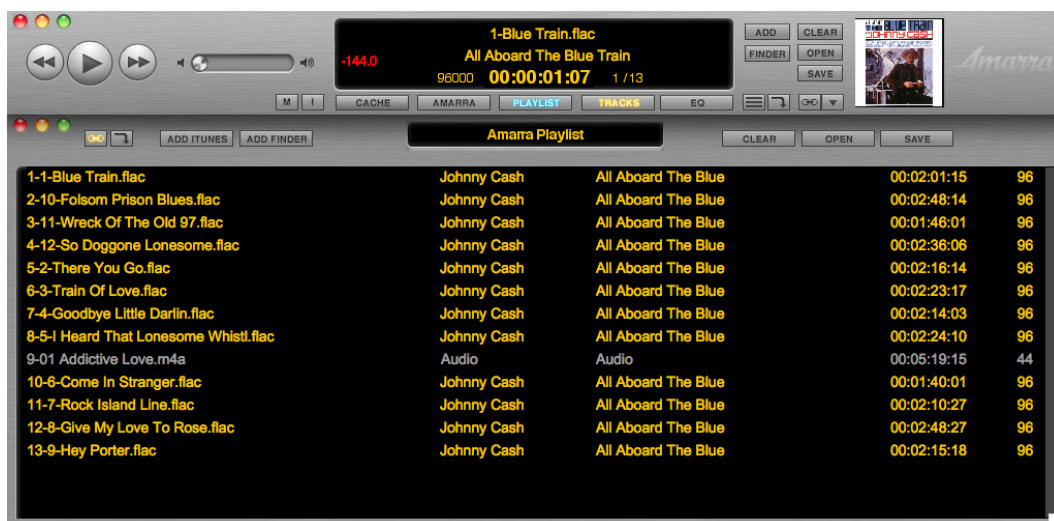 1-Blue Train.flac
ADD CLEAR
-144.0 All Aboard The Blue Train
FINDER OPEN
96000 00:00:01:07 1 /13
SAVE
Amarra
M I CACHE AMARRA PLAYLIST TRACKS EQ
BLUE TRAIN
JOHNNY CASH
ADD ITUNES ADD FINDER Amarra Playlist CLEAR OPEN SAVE
1-1-Blue Train.flac Johnny Cash All Aboard The Blue 00:02:01:15 96
2-10-Folsom Prison Blues.flac Johnny Cash All Aboard The Blue 00:02:48:14 96
3-11-Wreck Of The Old 97.flac Johnny Cash All Aboard The Blue 00:01:46:01 96
4-12-So Doggone Lonesome.flac Johnny Cash All Aboard The Blue 00:02:36:06 96
5-2-There You Go.flac Johnny Cash All Aboard The Blue 00:02:16:14 96
6-3-Train Of Love.flac Johnny Cash All Aboard The Blue 00:02:23:17 96
7-4-Goodbye Little Darlin.flac Johnny Cash All Aboard The Blue 00:02:14:03 96
8-5-I Heard That Lonesome Whistl.flac Johnny Cash All Aboard The Blue 00:02:24:10 96
9-01 Addictive Love.m4a Audio Audio 00:05:19:15 44
10-6-Come In Stranger.flac Johnny Cash All Aboard The Blue 00:01:40:01 96
11-7-Rock Island Line.flac Johnny Cash All Aboard The Blue 00:02:10:27 96
12-8-Give My Love To Rose.flac Johnny Cash All Aboard The Blue 00:02:48:27 96
13-9-Hey Porter.flac Johnny Cash All Aboard The Blue 00:02:15:18 96